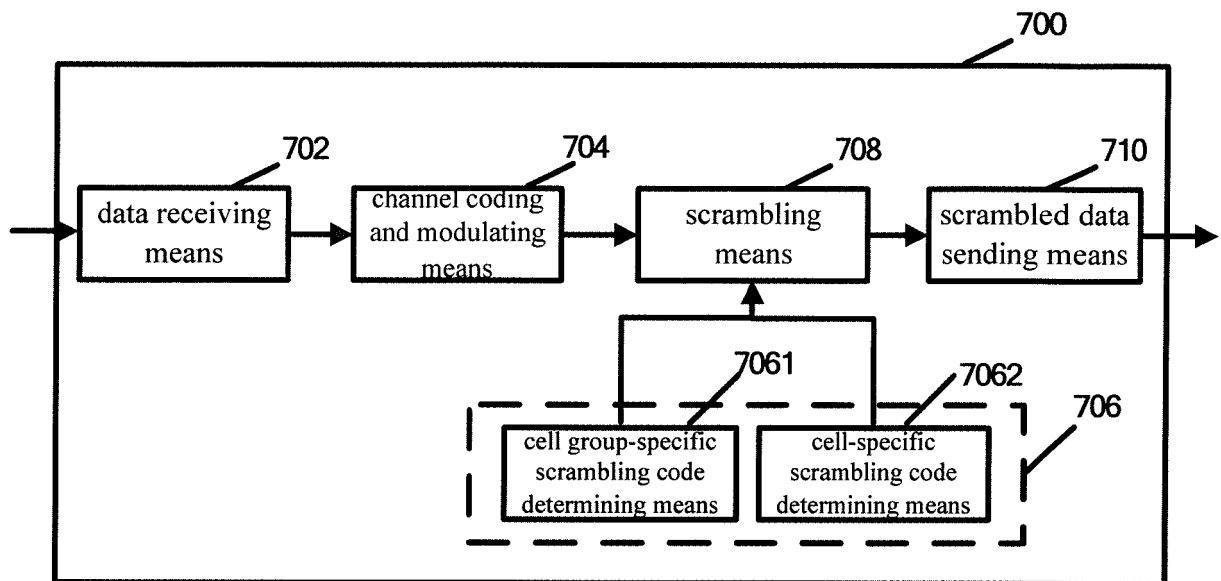 700
702
704
708
710
data receiving
means
channel coding
and modulating
means
scrambling
means
scrambled data
sending means
7061
7062
706
cell group-specific
scrambling code
determining means
cell-specific
scrambling code
determining means